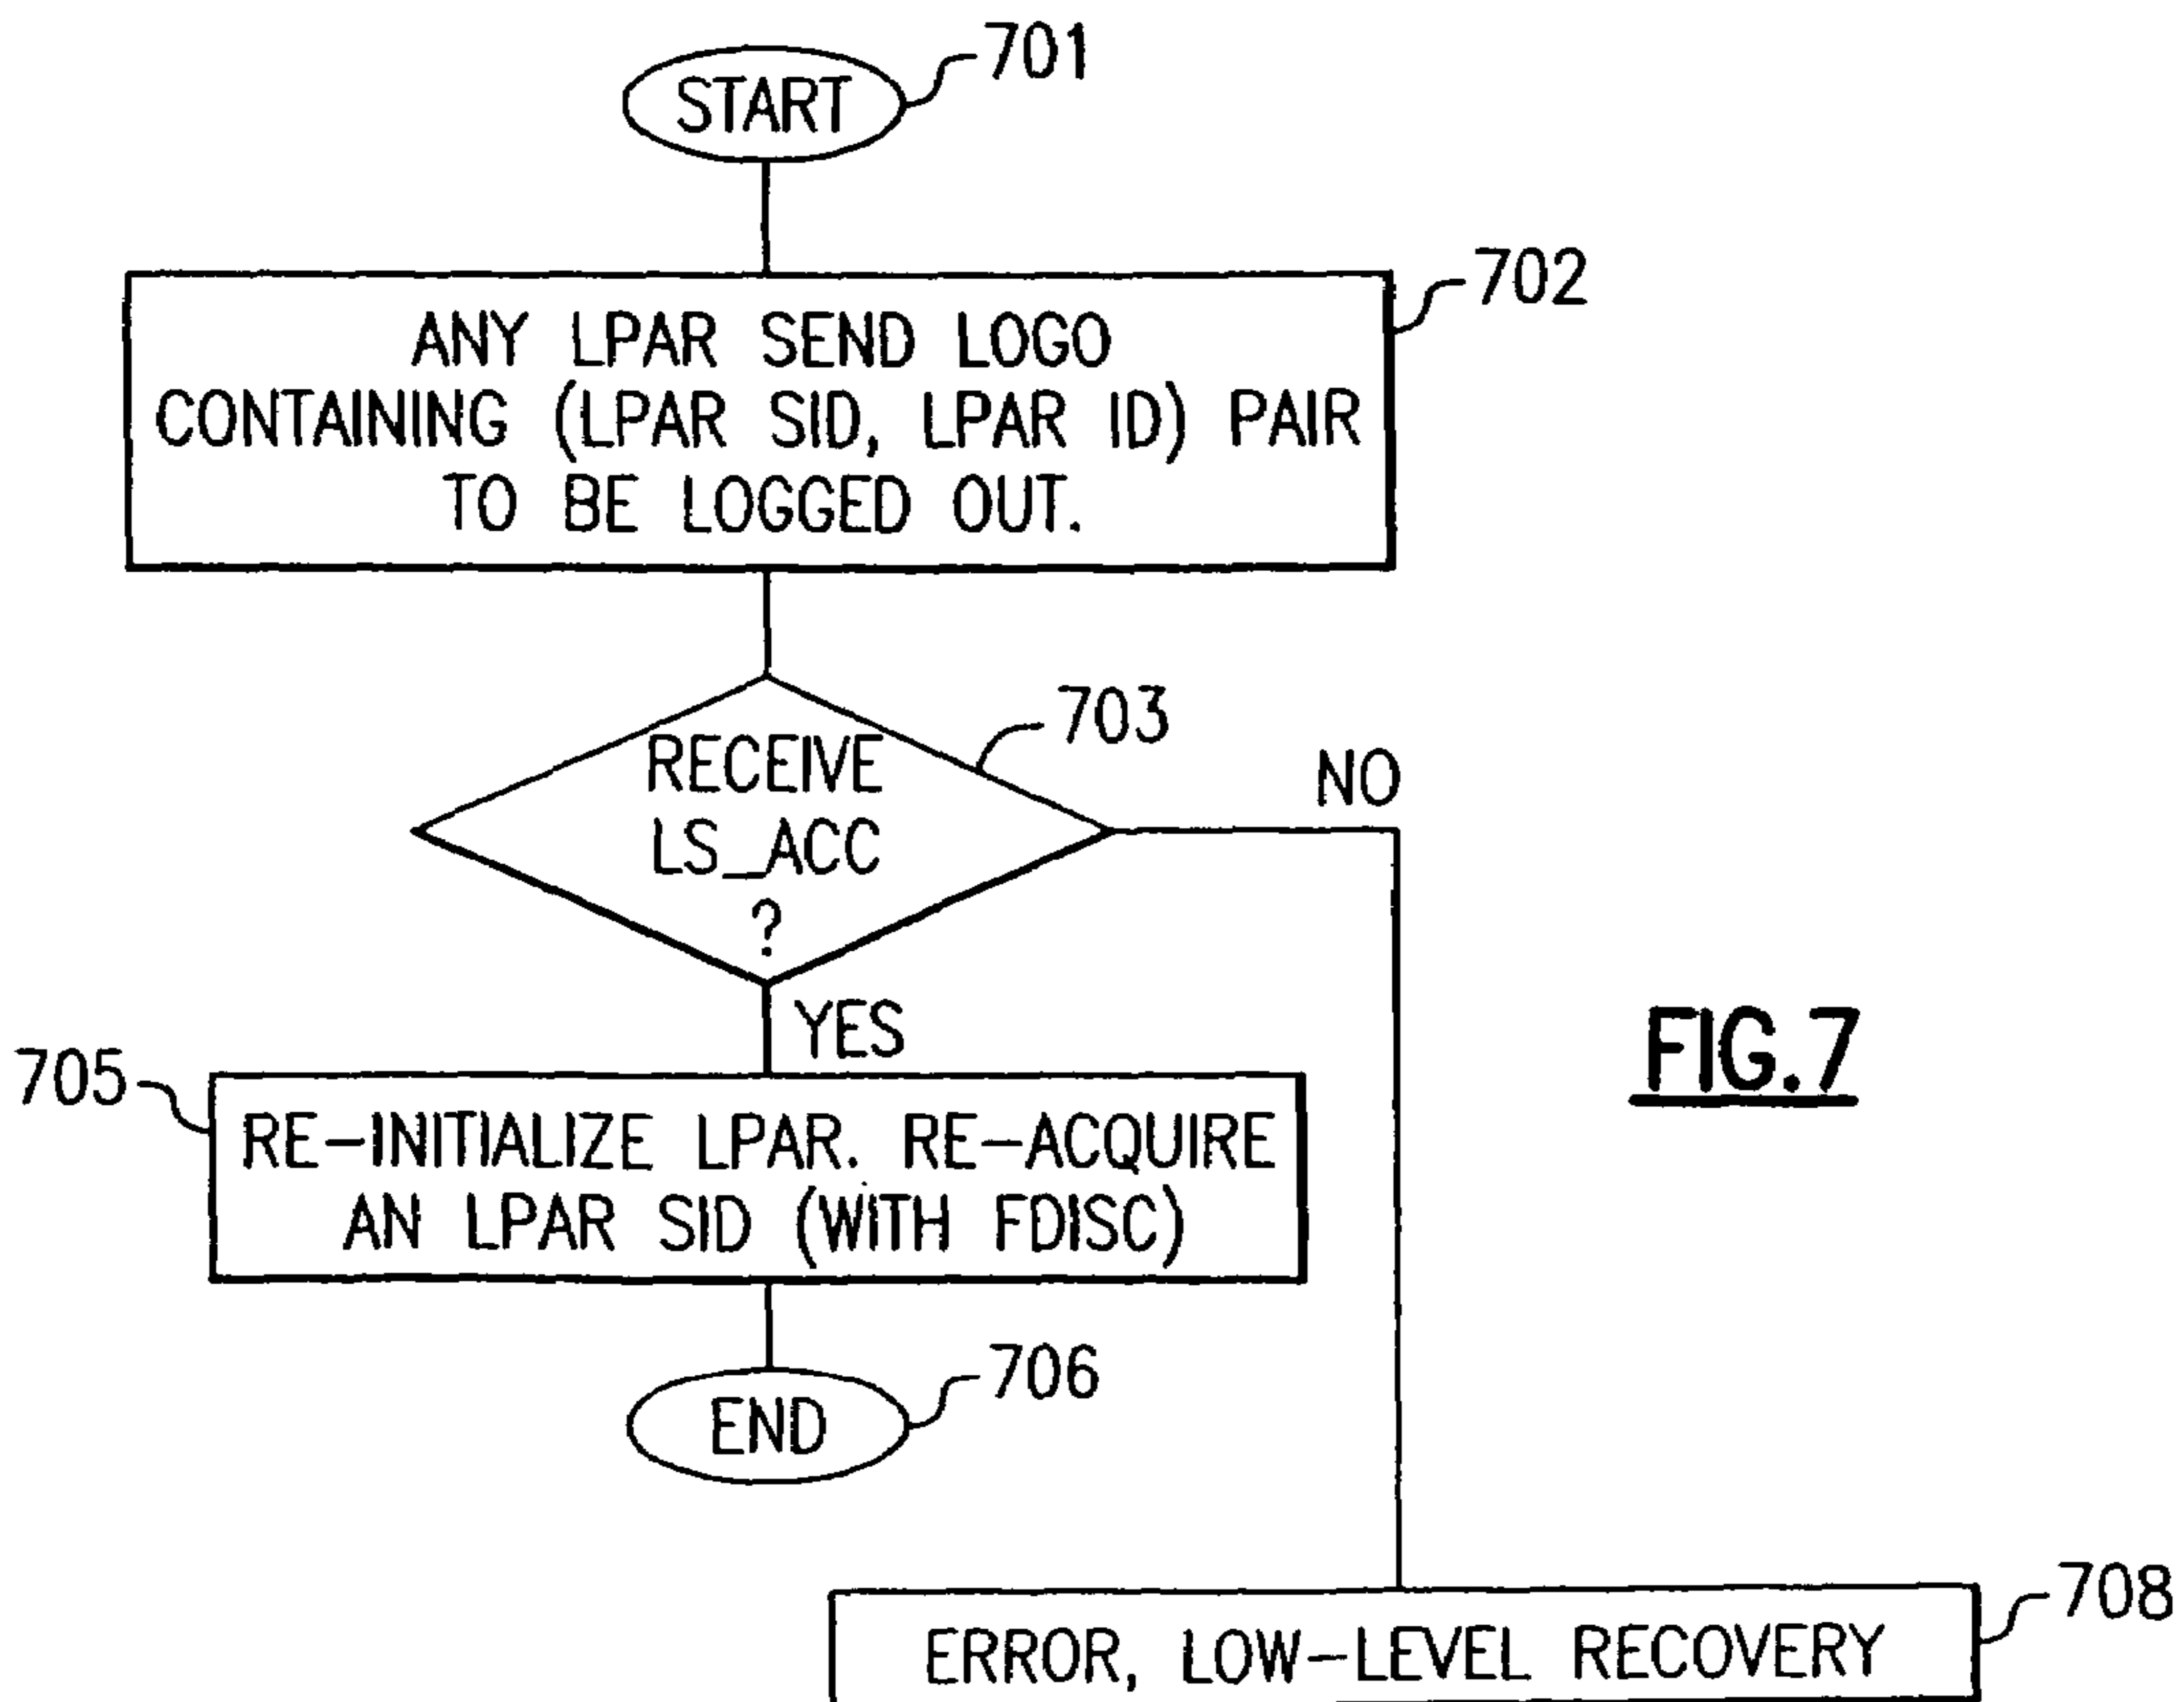 701
START
702
ANY LPAR SEND LOGO
CONTAINING (LPAR SID, LPAR ID) PAIR
TO BE LOGGED OUT.
703
RECEIVE
LS_ACC
?
NO
YES
FIG.7
705
RE-INITIALIZE LPAR. RE-ACQUIRE
AN LPAR SID (WITH FDISC)
706
END
708
ERROR, LOW-LEVEL RECOVERY